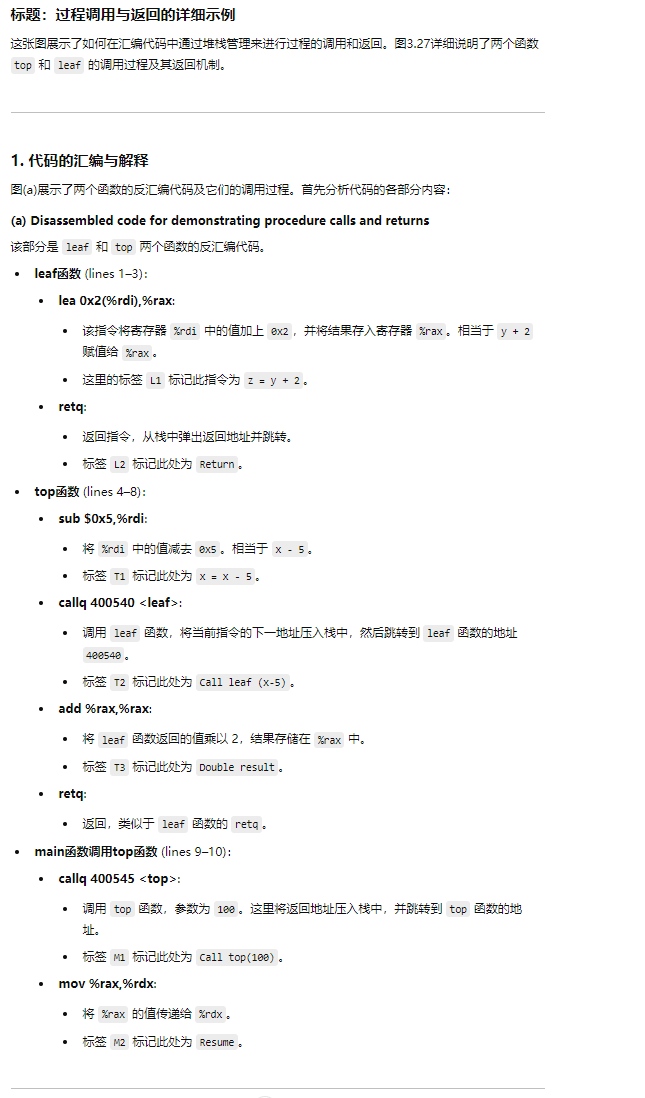 标题：过程调用与返回的详细示例
这张图展示了如何在汇编代码中通过堆栈管理来进行过程的调用和返回。图3.27详细说明了两个函数
top 和 leaf 的调用过程及其返回机制。
1. 代码的汇编与解释
图(a)展示了两个函数的反汇编代码及它们的调用过程。首先分析代码的各部分内容：
(a) Disassembled code for demonstrating procedure calls and returns
该部分是 leaf 和 top 两个函数的反汇编代码。
• leaf函数 (lines 1–3)：
• lea 0x2(%rdi),%rax:
• 该指令将寄存器 %rdi 中的值加上 0x2，并将结果存入寄存器 %rax。相当于 y + 2
赋值给 %rax。
• 这里的标签 L1 标记此指令为 z = y + 2。
• retq:
• 返回指令，从栈中弹出返回地址并跳转。
• 标签 L2 标记此处为 Return。
• top函数 (lines 4–8)：
• sub $0x5,%rdi:
• 将 %rdi 中的值减去 0x5。相当于 x - 5。
• 标签 T1 标记此处为 x = x - 5。
• callq 400540 <leaf>:
• 调用 leaf 函数，将当前指令的下一地址压入栈中，然后跳转到 leaf 函数的地址
400540。
• 标签 T2 标记此处为 Call leaf (x-5)。
• add %rax,%rax:
• 将 leaf 函数返回的值乘以 2，结果存储在 %rax 中。
• 标签 T3 标记此处为 Double result。
• retq:
• 返回，类似于 leaf 函数的 retq。
• main函数调用top函数 (lines 9–10)：
• callq 400545 <top>:
• 调用 top 函数，参数为 100。这里将返回地址压入栈中，并跳转到 top 函数的地
址。
• 标签 M1 标记此处为 Call top(100)。
• mov %rax,%rdx:
• 将 %rax 的值传递给 %rdx。
• 标签 M2 标记此处为 Resume。